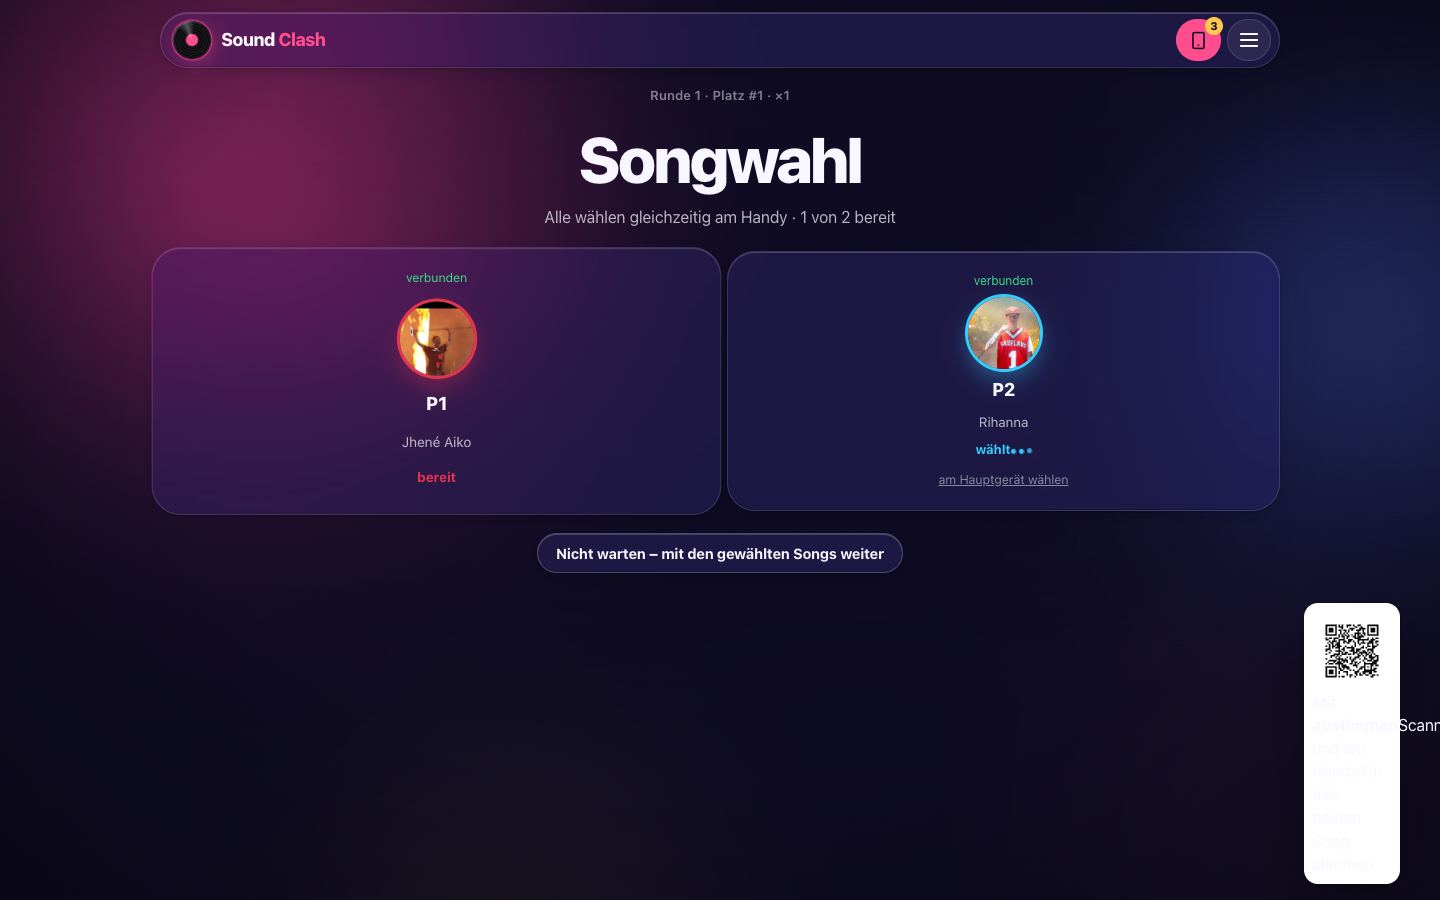 Sound Clash
3
Runde 1 · Platz #1 · ×1
Songwahl
Alle wählen gleichzeitig am Handy · 1 von 2 bereit
verbunden
P1
Jhené Aiko
bereit
verbunden
P2
Rihanna
wählt
am Hauptgerät wählen
Nicht warten – mit den gewählten Songs weiter
Mit
abstimmenScann
und am
Handy für
den
besten
Song
stimmen